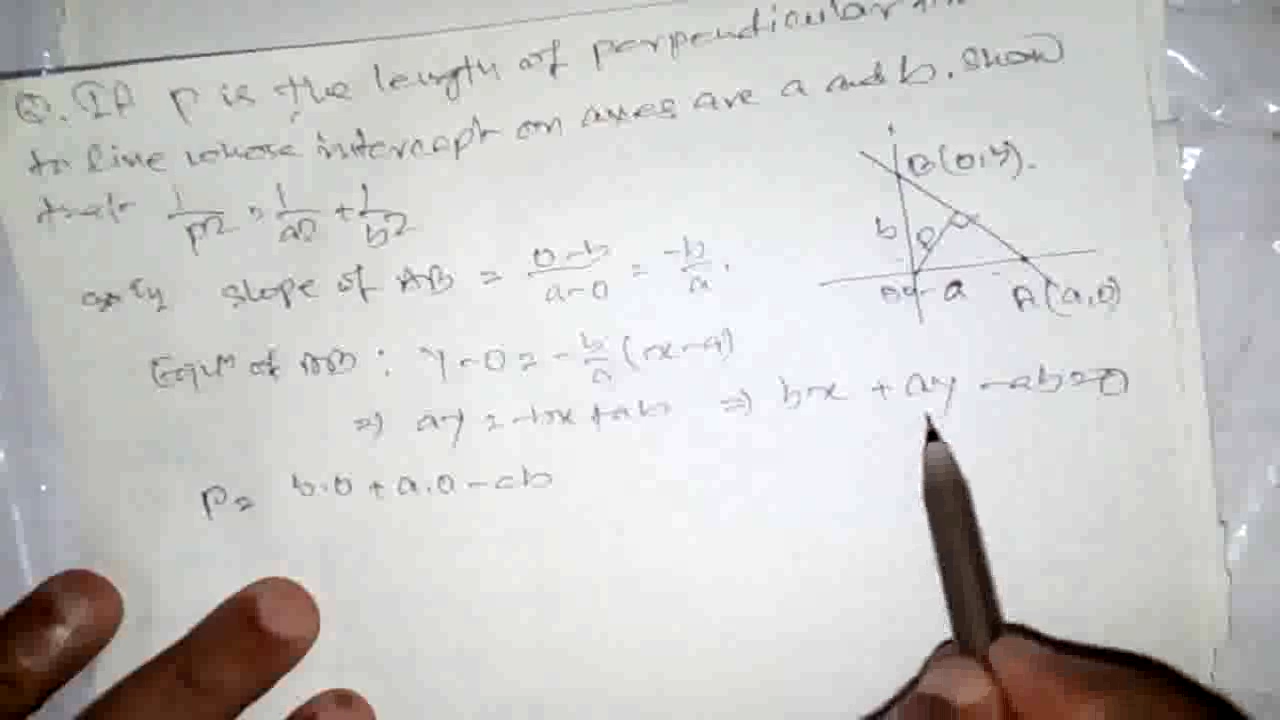 Q. If P is the length of perpendicular
to line whose intercept on axes are a and b. show
that 1/p2 = 1/a2 + 1/b2
B(0,b).
b
P
a
A(a,0)
slope of AB = 0-b/a-0 = -b/a.
Equn of AB : y-0 = -b/a (x-a)
⇒ ay = -bx + ab ⇒ bx + ay - ab = 0
P = b.0 + a.0 - ab